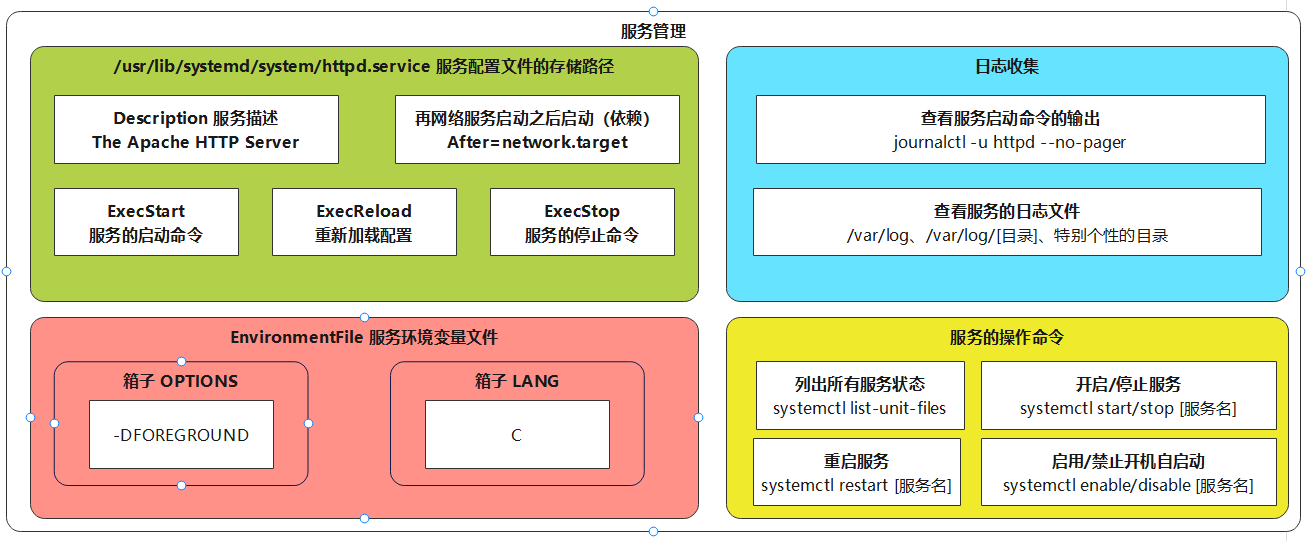 服务管理
/usr/lib/systemd/system/httpd.service 服务配置文件的存储路径
Description 服务描述
The Apache HTTP Server
再网络服务启动之后启动（依赖）
After=network.target
ExecStart
服务的启动命令
ExecReload
重新加载配置
ExecStop
服务的停止命令
日志收集
查看服务启动命令的输出
journalctl -u httpd --no-pager
查看服务的日志文件
/var/log、/var/log/[目录]、特别个性的目录
EnvironmentFile 服务环境变量文件
箱子 OPTIONS
-DFOREGROUND
箱子 LANG
C
服务的操作命令
列出所有服务状态
systemctl list-unit-files
开启/停止服务
systemctl start/stop [服务名]
重启服务
systemctl restart [服务名]
启用/禁止开机自启动
systemctl enable/disable [服务名]